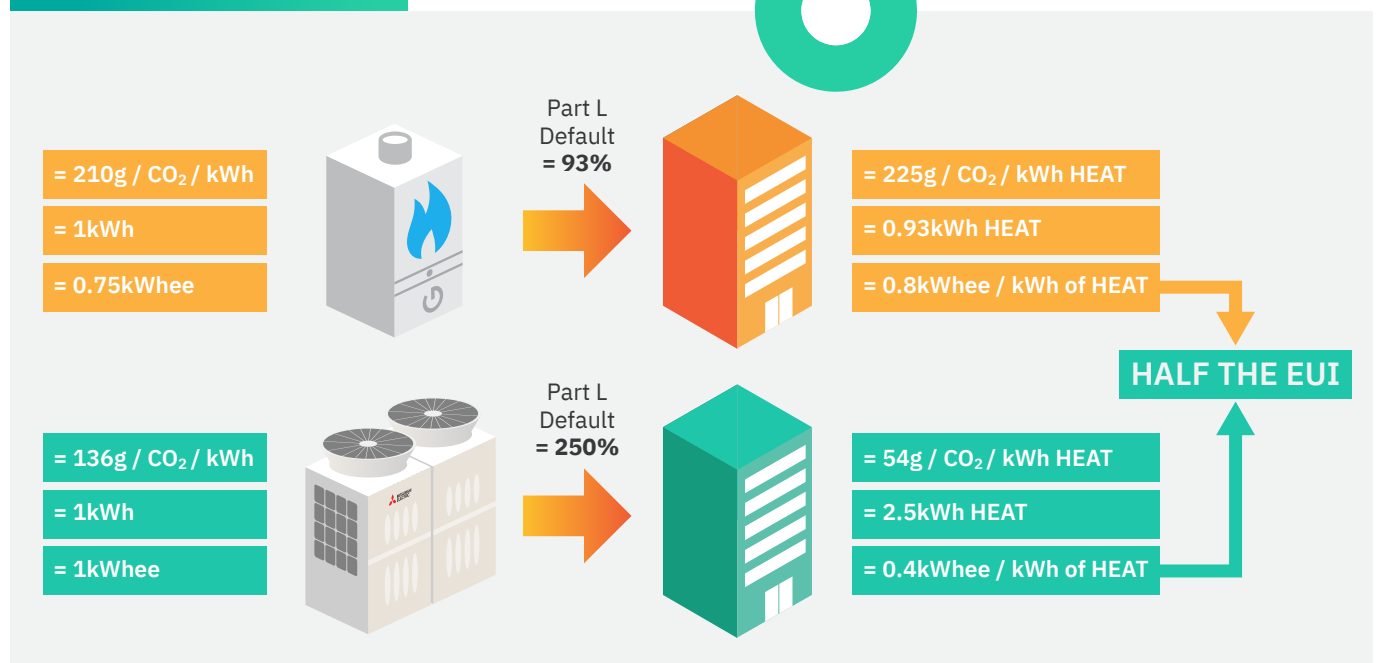 Part L
Default
= 93%
= 210g / CO₂ / kWh
= 1kWh
= 0.75kWhee
= 225g / CO₂ / kWh HEAT
= 0.93kWh HEAT
= 0.8kWhee / kWh of HEAT
HALF THE EUI
Part L
Default
= 250%
= 136g / CO₂ / kWh
= 1kWh
= 1kWhee
MITSUBISHI
ELECTRIC
= 54g / CO₂ / kWh HEAT
= 2.5kWh HEAT
= 0.4kWhee / kWh of HEAT